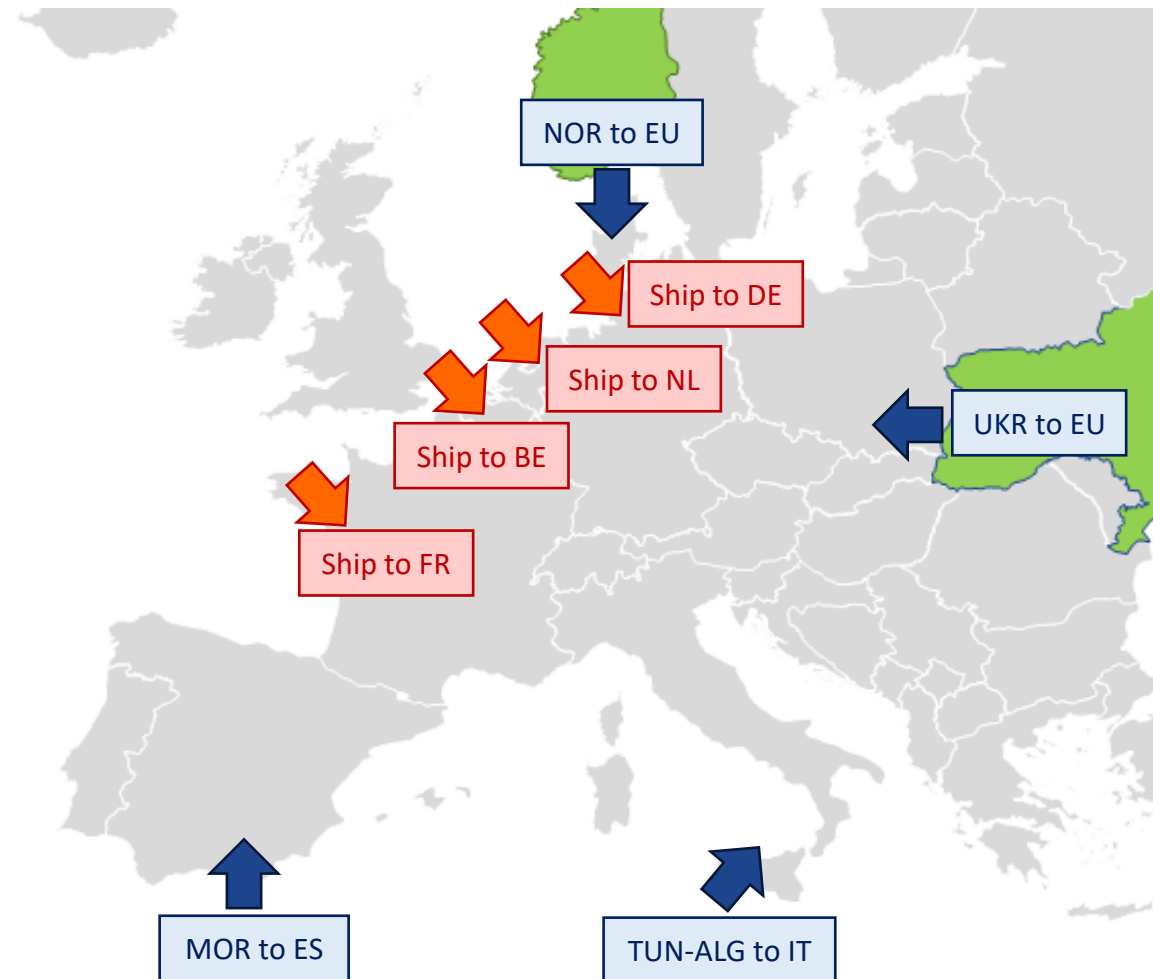 NOR to EU
Ship to DE
Ship to NL
UKR to EU
Ship to BE
Ship to FR
MOR to ES
TUN-ALG to IT